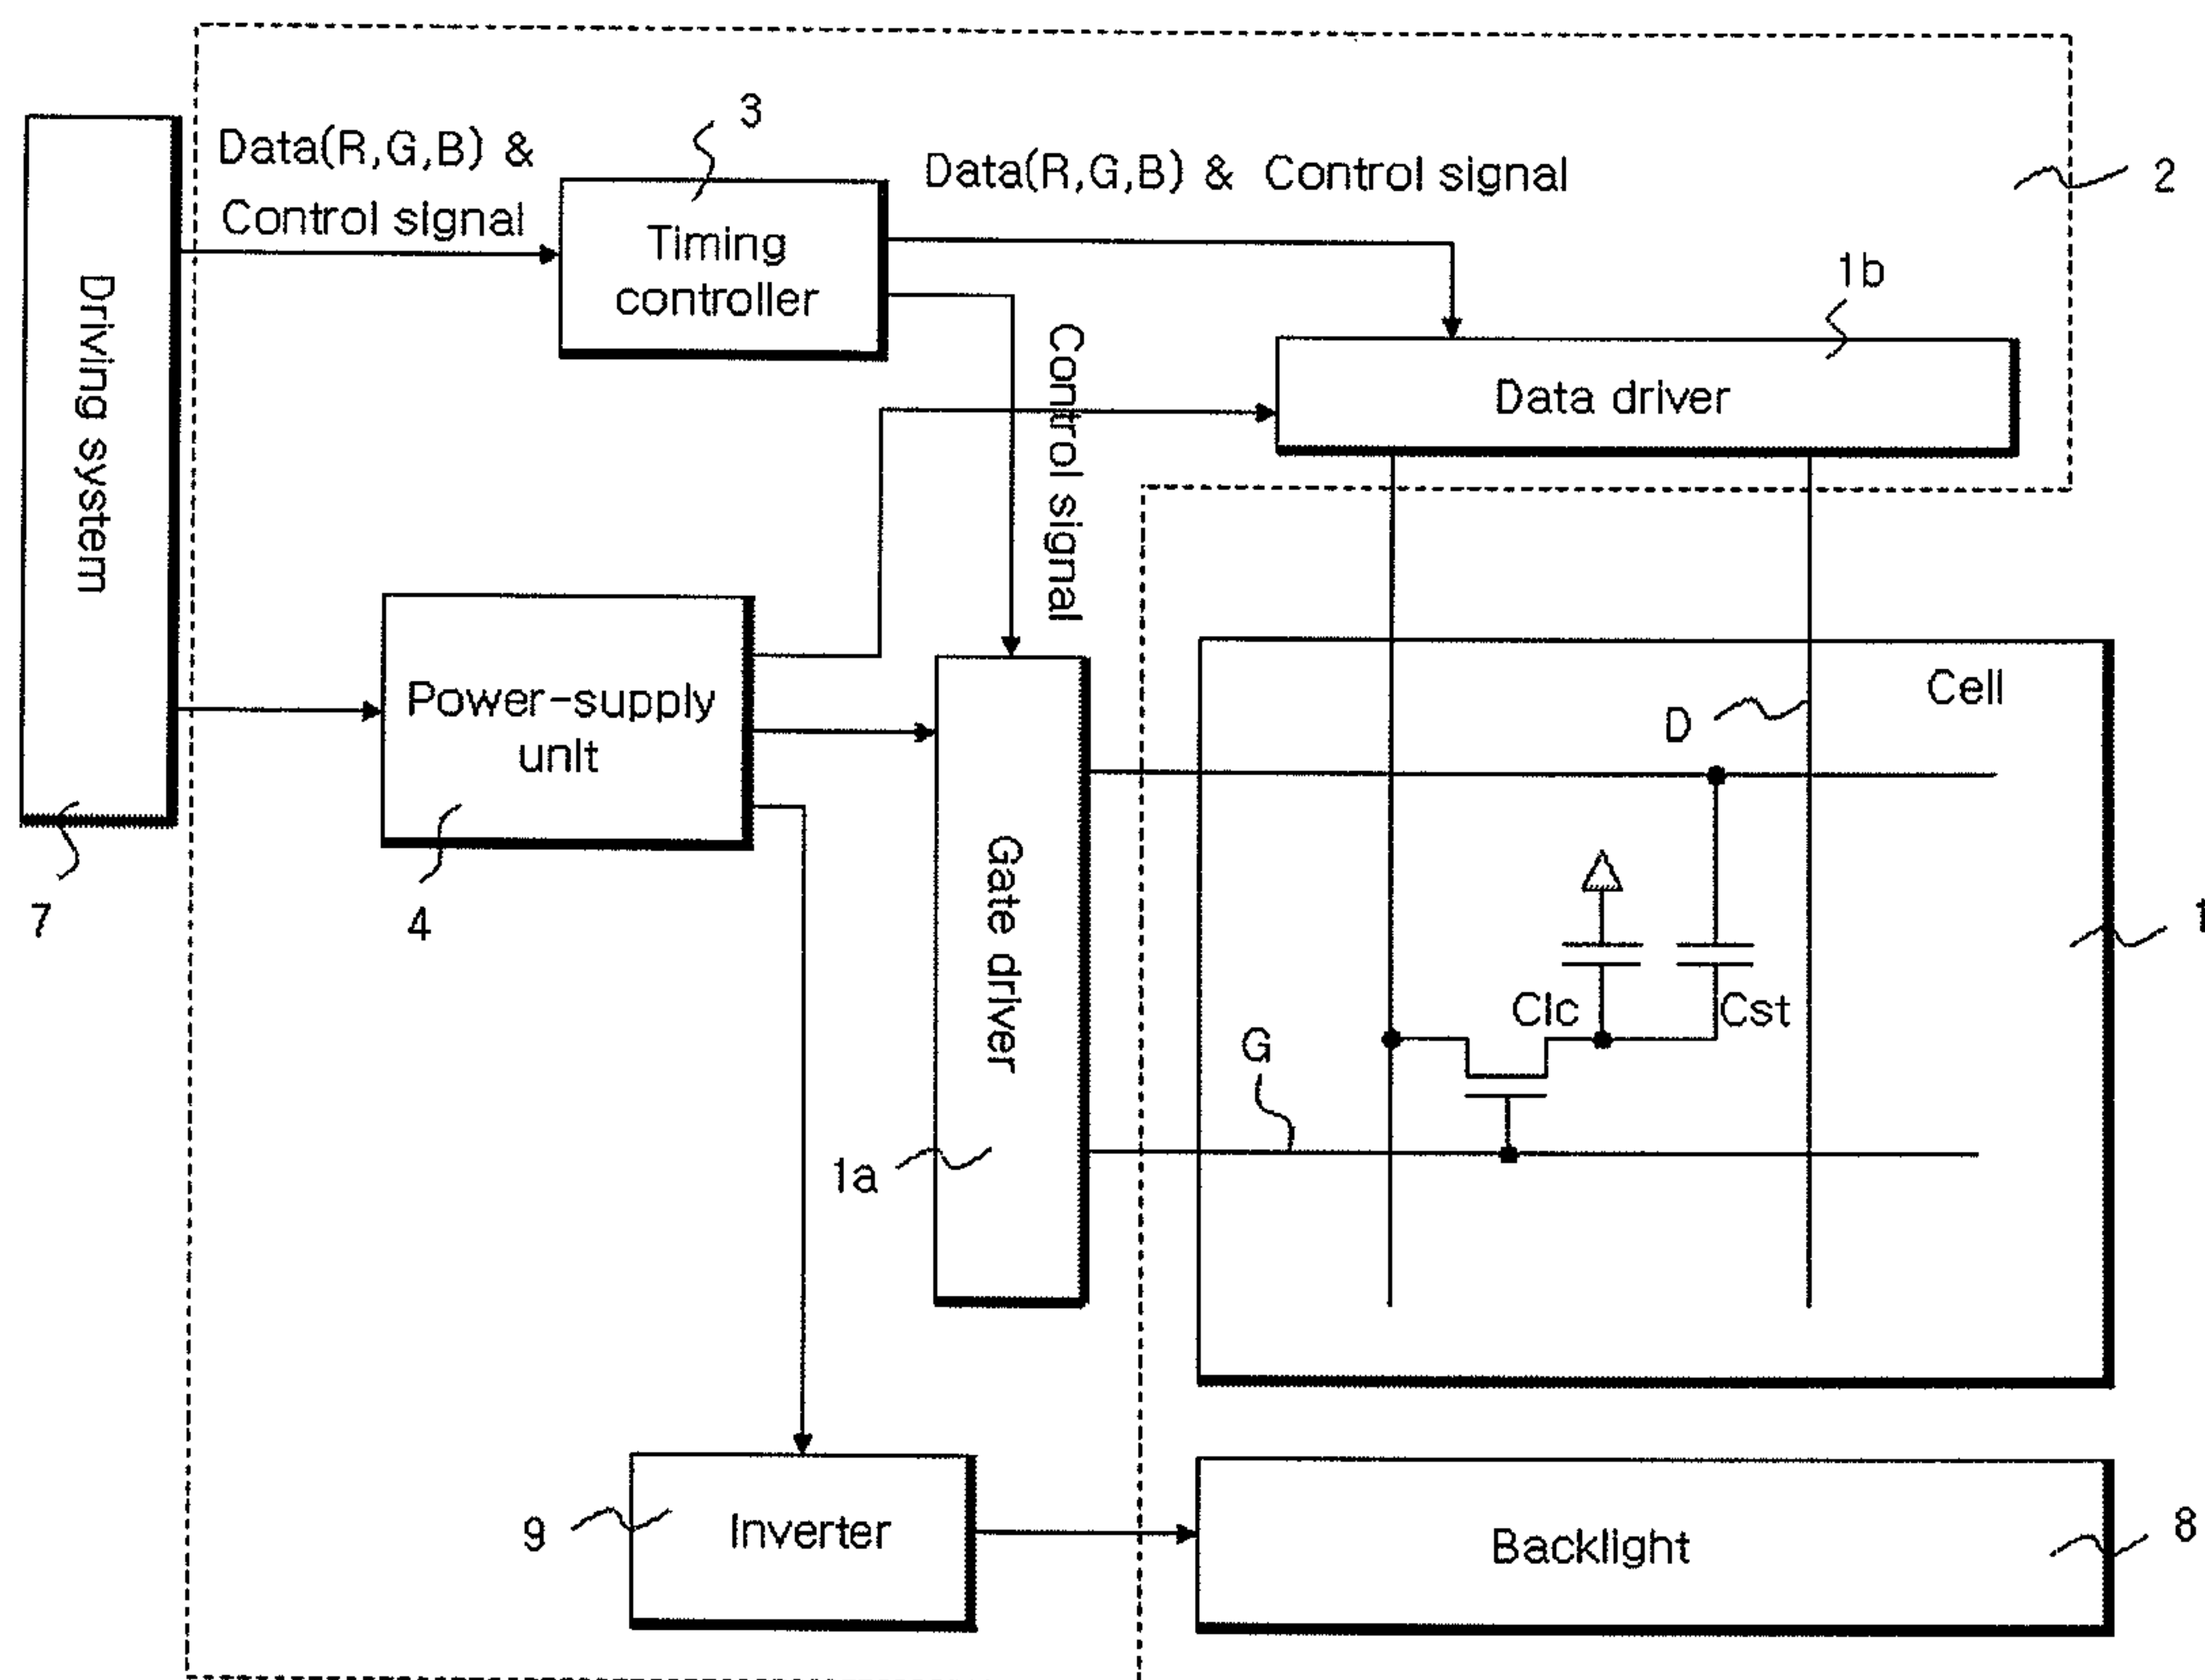 3
Data(R,G,B) &
Control signal
Data(R,G,B) & Control signal
2
Timing
controller
1b
Driving system
Control signal
Data driver
Power-supply
unit
Cell
D
7
4
Gate driver
1
Clc
Cst
G
1a
9
Inverter
Backlight
8